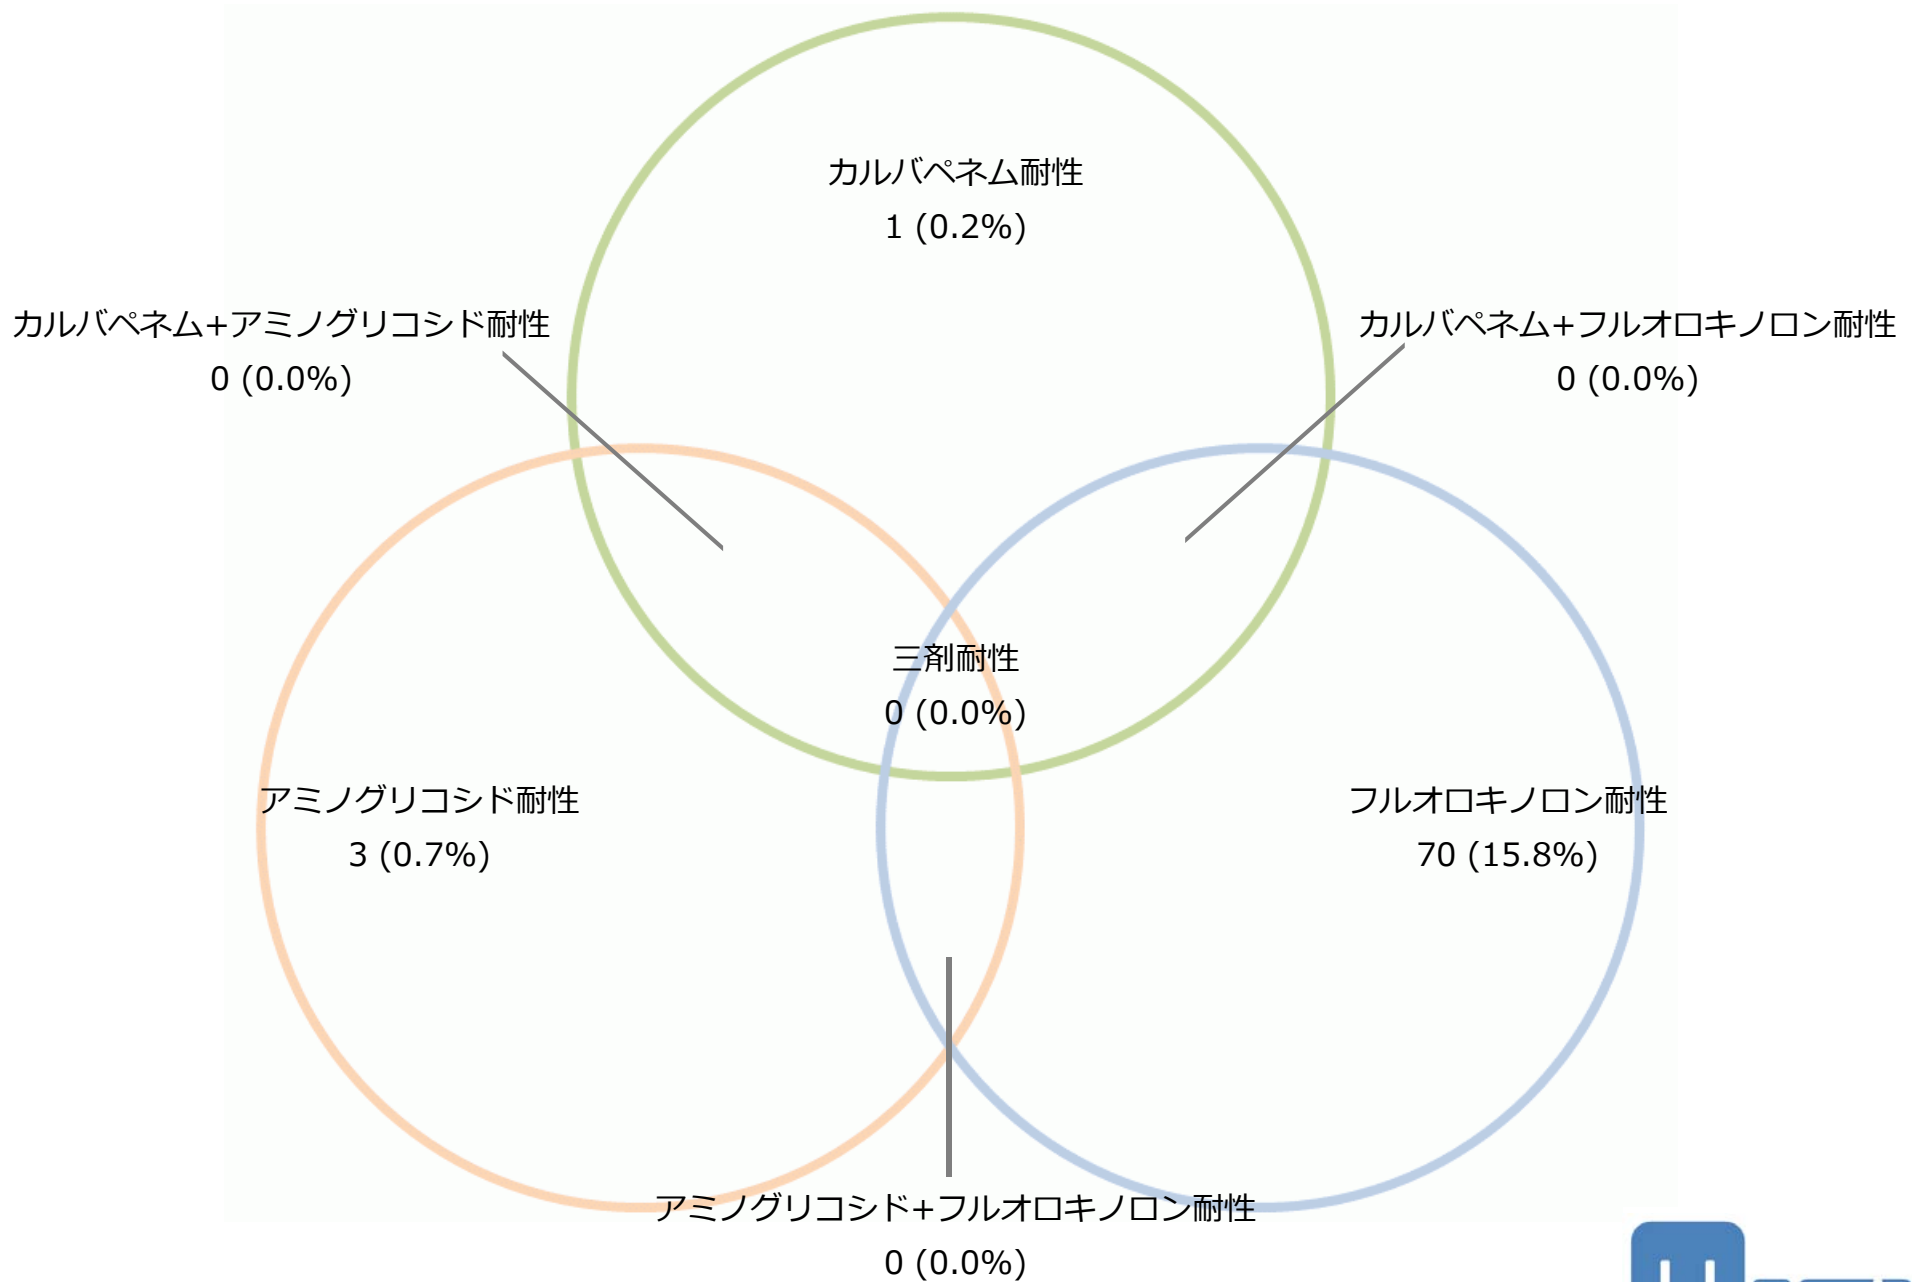 カルバペネム耐性
1 (0.2%)
カルバペネム+アミノグリコシド耐性
0 (0.0%)
カルバペネム+フルオロキノロン耐性
0 (0.0%)
三剤耐性
0 (0.0%)
アミノグリコシド耐性
3 (0.7%)
フルオロキノロン耐性
70 (15.8%)
アミノグリコシド+フルオロキノロン耐性
0 (0.0%)